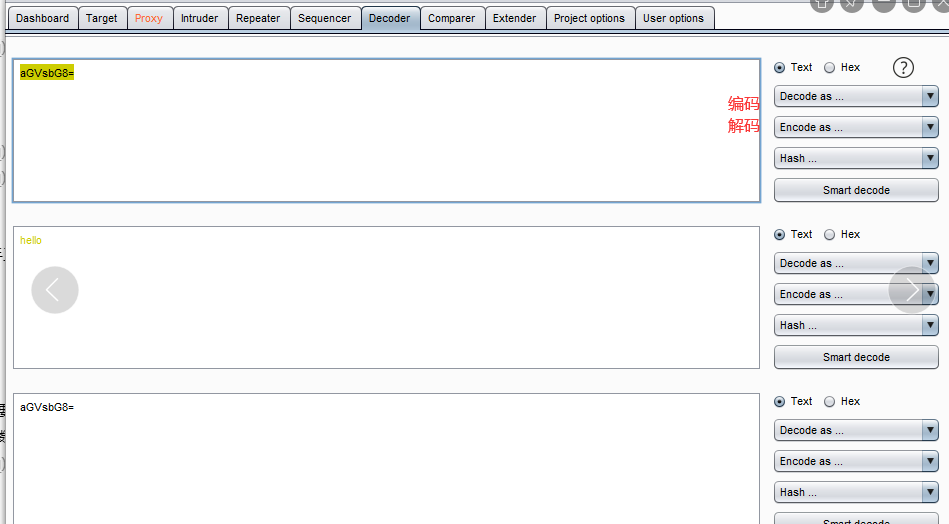 Dashboard Target Proxy Intruder Repeater Sequencer Decoder Comparer Extender Project options User options
aGVsbG8=
Text Hex ?
Decode as ...
编码
解码
Encode as ...
Hash ...
Smart decode
hello
Text Hex
Decode as ...
Encode as ...
Hash ...
Smart decode
aGVsbG8=
Text Hex
Decode as ...
Encode as ...
Hash ...
Smart decode